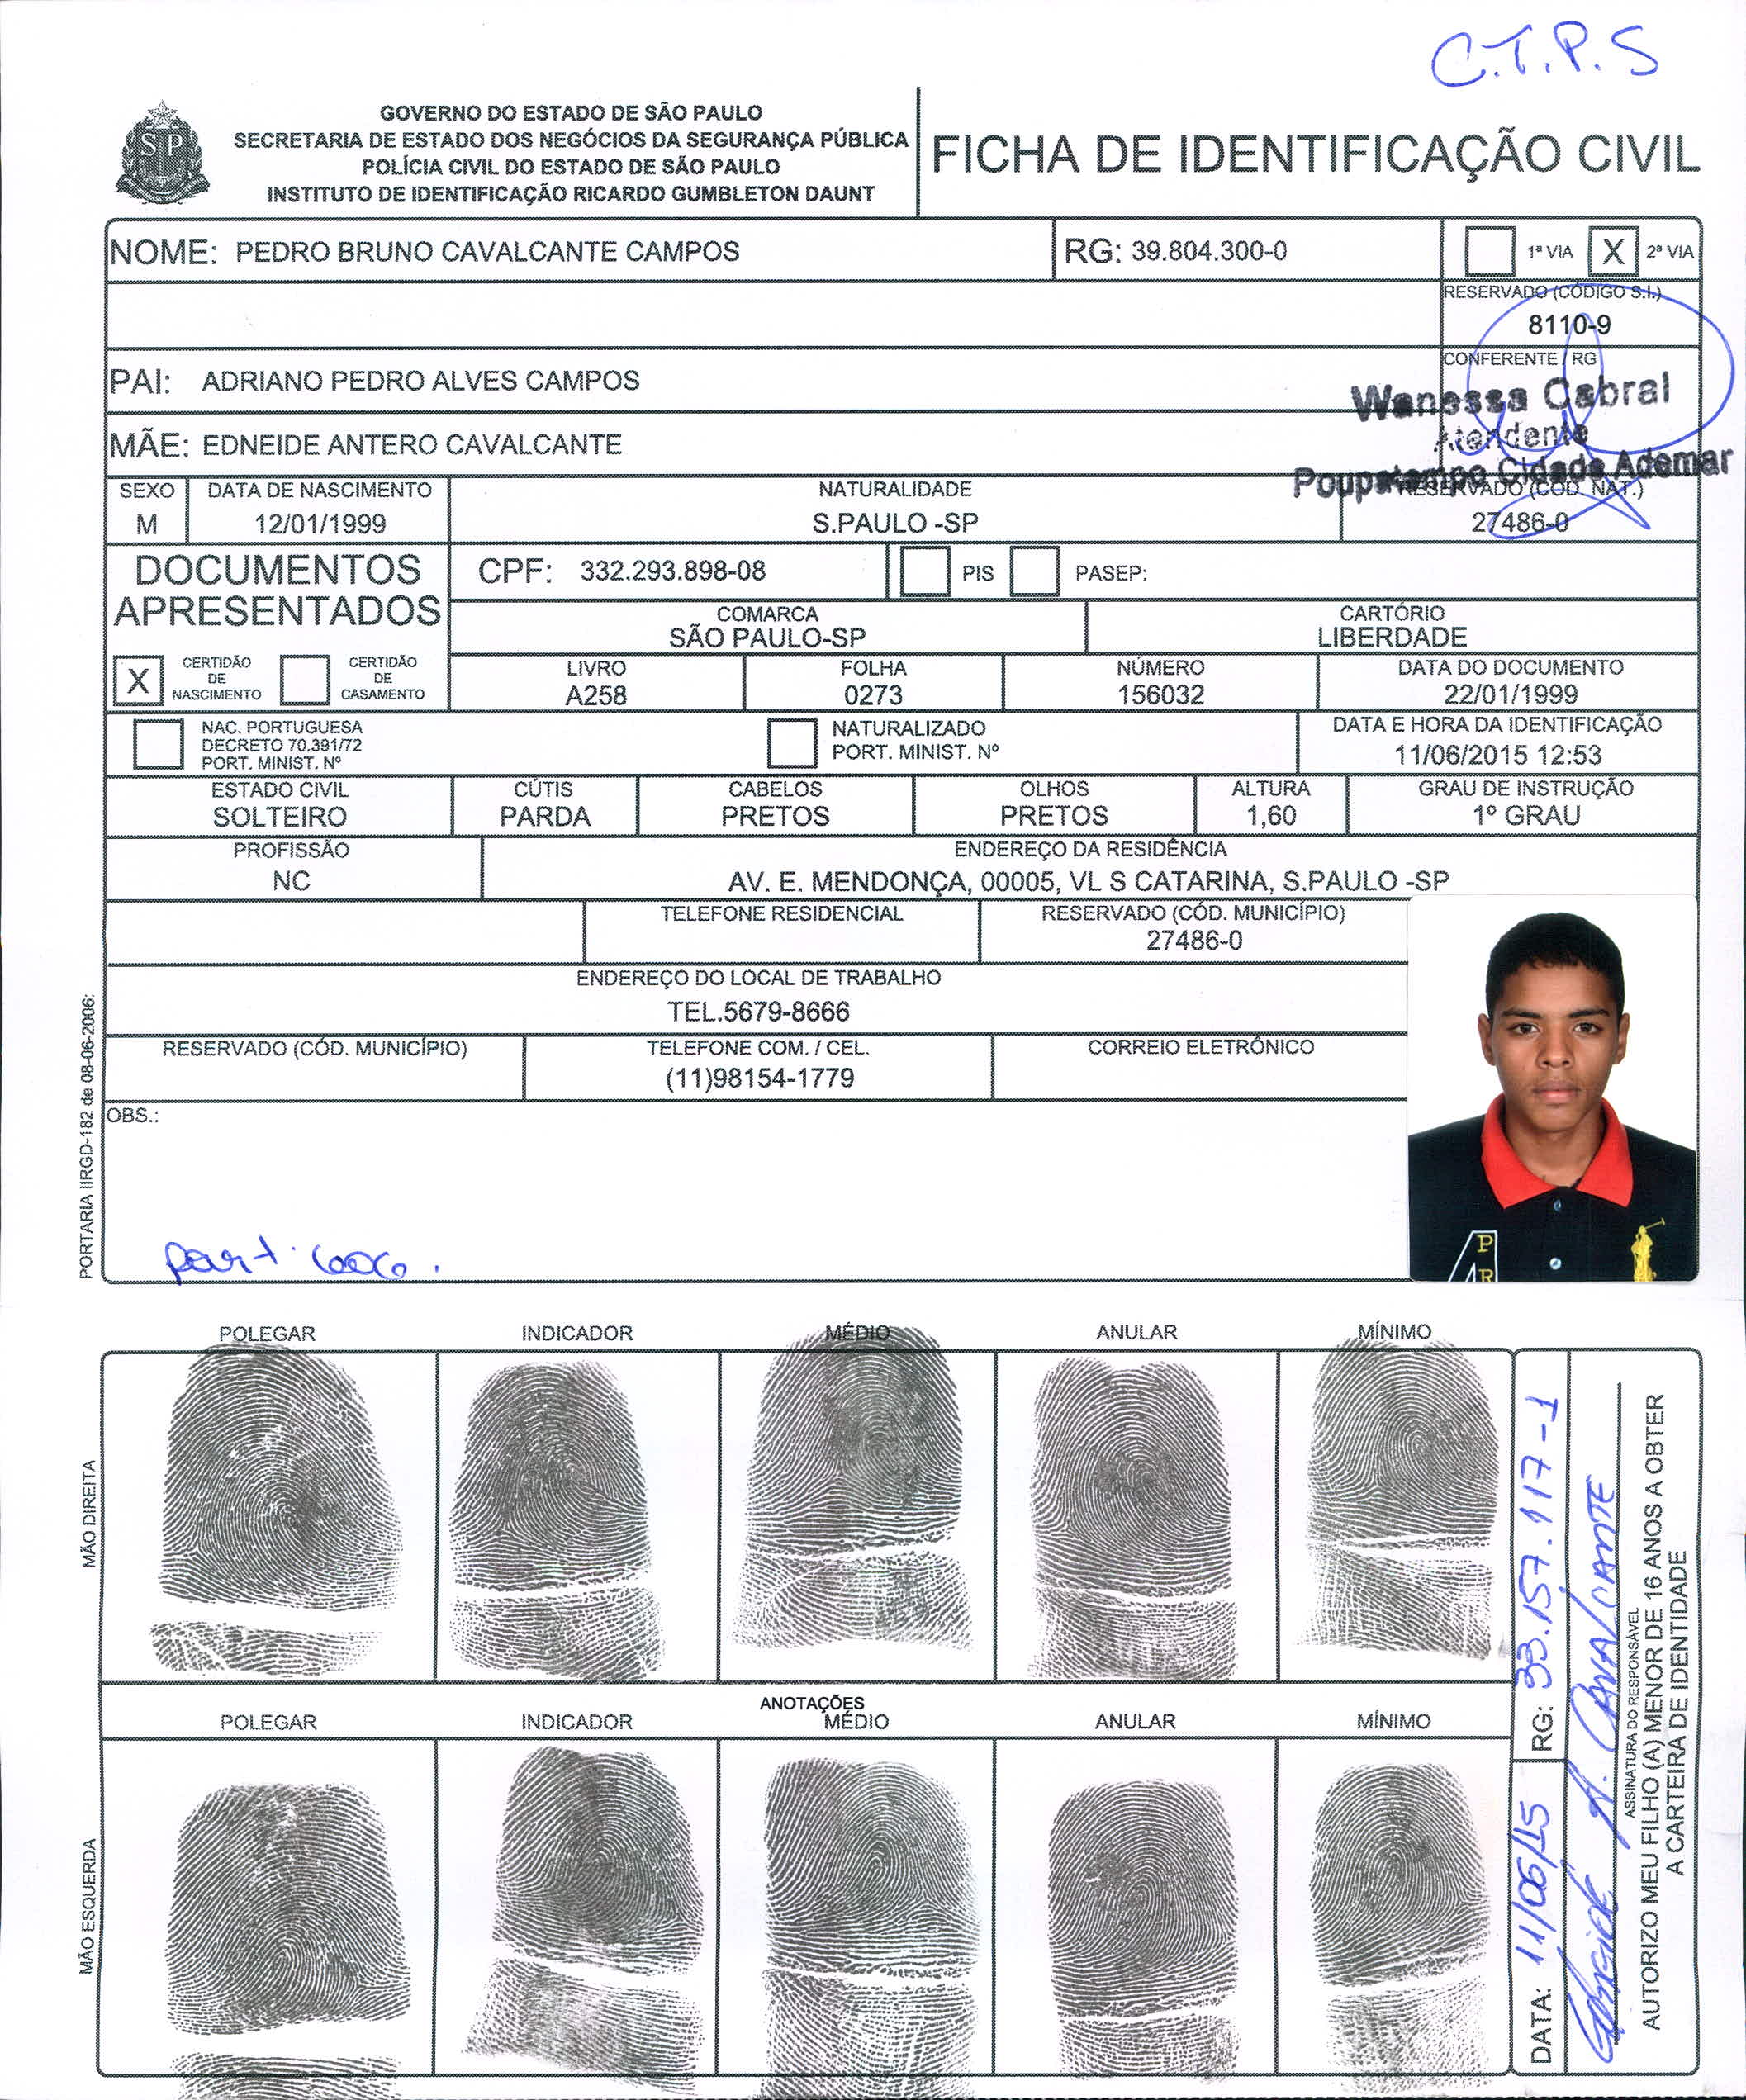 C.T.P.S
GOVERNO DO ESTADO DE SÃO PAULO
SECRETARIA DE ESTADO DOS NEGÓCIOS DA SEGURANÇA PÚBLICA
POLÍCIA CIVIL DO ESTADO DE SÃO PAULO
INSTITUTO DE IDENTIFICAÇÃO RICARDO GUMBLETON DAUNT
SP
FICHA DE IDENTIFICAÇÃO CIVIL
NOME: PEDRO BRUNO CAVALCANTE CAMPOS
RG: 39.804.300-0
1ª VIA X 2ª VIA
RESERVADO (CÓDIGO S.I.)
8110-9
PAI: ADRIANO PEDRO ALVES CAMPOS
CONFERENTE / RG
Wanessa Cabral
Atendente
Poupatempo Cidade Ademar
MÃE: EDNEIDE ANTERO CAVALCANTE
SEXO
M
DATA DE NASCIMENTO
12/01/1999
NATURALIDADE
S.PAULO -SP
RESERVADO (COD. NAT.)
27486-0
DOCUMENTOS
APRESENTADOS
CPF: 332.293.898-08
PIS
PASEP:
COMARCA
SÃO PAULO-SP
CARTÓRIO
LIBERDADE
X
CERTIDÃO
DE
NASCIMENTO
CERTIDÃO
DE
CASAMENTO
LIVRO
A258
FOLHA
0273
NÚMERO
156032
DATA DO DOCUMENTO
22/01/1999
NAC. PORTUGUESA
DECRETO 70.391/72
PORT. MINIST. Nº
NATURALIZADO
PORT. MINIST. Nº
DATA E HORA DA IDENTIFICAÇÃO
11/06/2015 12:53
ESTADO CIVIL
SOLTEIRO
CÚTIS
PARDA
CABELOS
PRETOS
OLHOS
PRETOS
ALTURA
1,60
GRAU DE INSTRUÇÃO
1º GRAU
PROFISSÃO
NC
ENDEREÇO DA RESIDÊNCIA
AV. E. MENDONÇA, 00005, VL S CATARINA, S.PAULO -SP
TELEFONE RESIDENCIAL
RESERVADO (CÓD. MUNICÍPIO)
27486-0
ENDEREÇO DO LOCAL DE TRABALHO
TEL.5679-8666
RESERVADO (CÓD. MUNICÍPIO)
TELEFONE COM. / CEL.
(11)98154-1779
CORREIO ELETRÔNICO
OBS.:
PORTARIA IIRGD-182 de 08-06-2006:
P
R
POLEGAR INDICADOR MÉDIO ANULAR MÍNIMO
MÃO DIREITA
ANOTAÇÕES
POLEGAR INDICADOR MÉDIO ANULAR MÍNIMO
MÃO ESQUERDA
DATA: 11/06/15 RG: 33.157.117-1
Edneide A. CAVALCANTE
ASSINATURA DO RESPONSÁVEL
AUTORIZO MEU FILHO (A) MENOR DE 16 ANOS A OBTER
A CARTEIRA DE IDENTIDADE